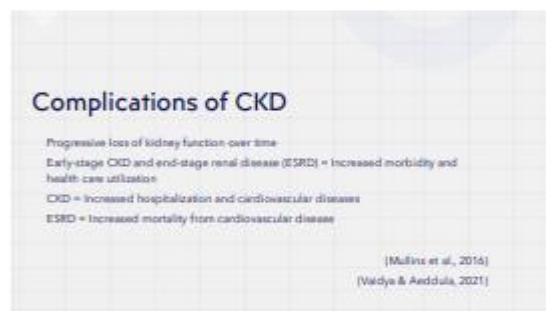 Complications of CKD
Progressive loss of kidney function over time
Early-stage CKD and end-stage renal disease (ESRD) = Increased morbidity and
health care utilization
CKD = Increased hospitalization and cardiovascular diseases
ESRD = Increased mortality from cardiovascular disease
(Mullins et al., 2016)
(Vaidya & Aeddula, 2021)